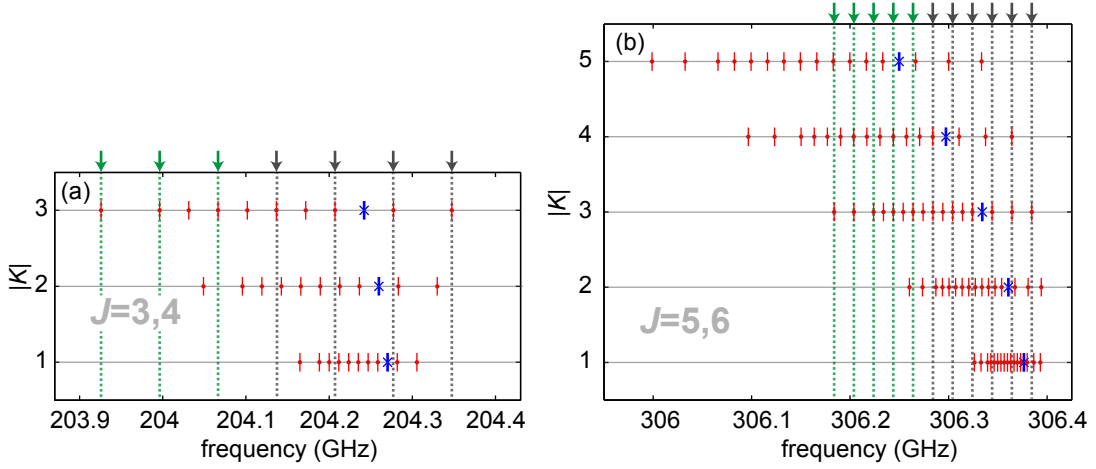 (a)
|K|
3
2
1
J=3,4
203.9 204 204.1 204.2 204.3 204.4
frequency (GHz)
(b)
|K|
5
4
3
2
1
J=5,6
306 306.1 306.2 306.3 306.4
frequency (GHz)